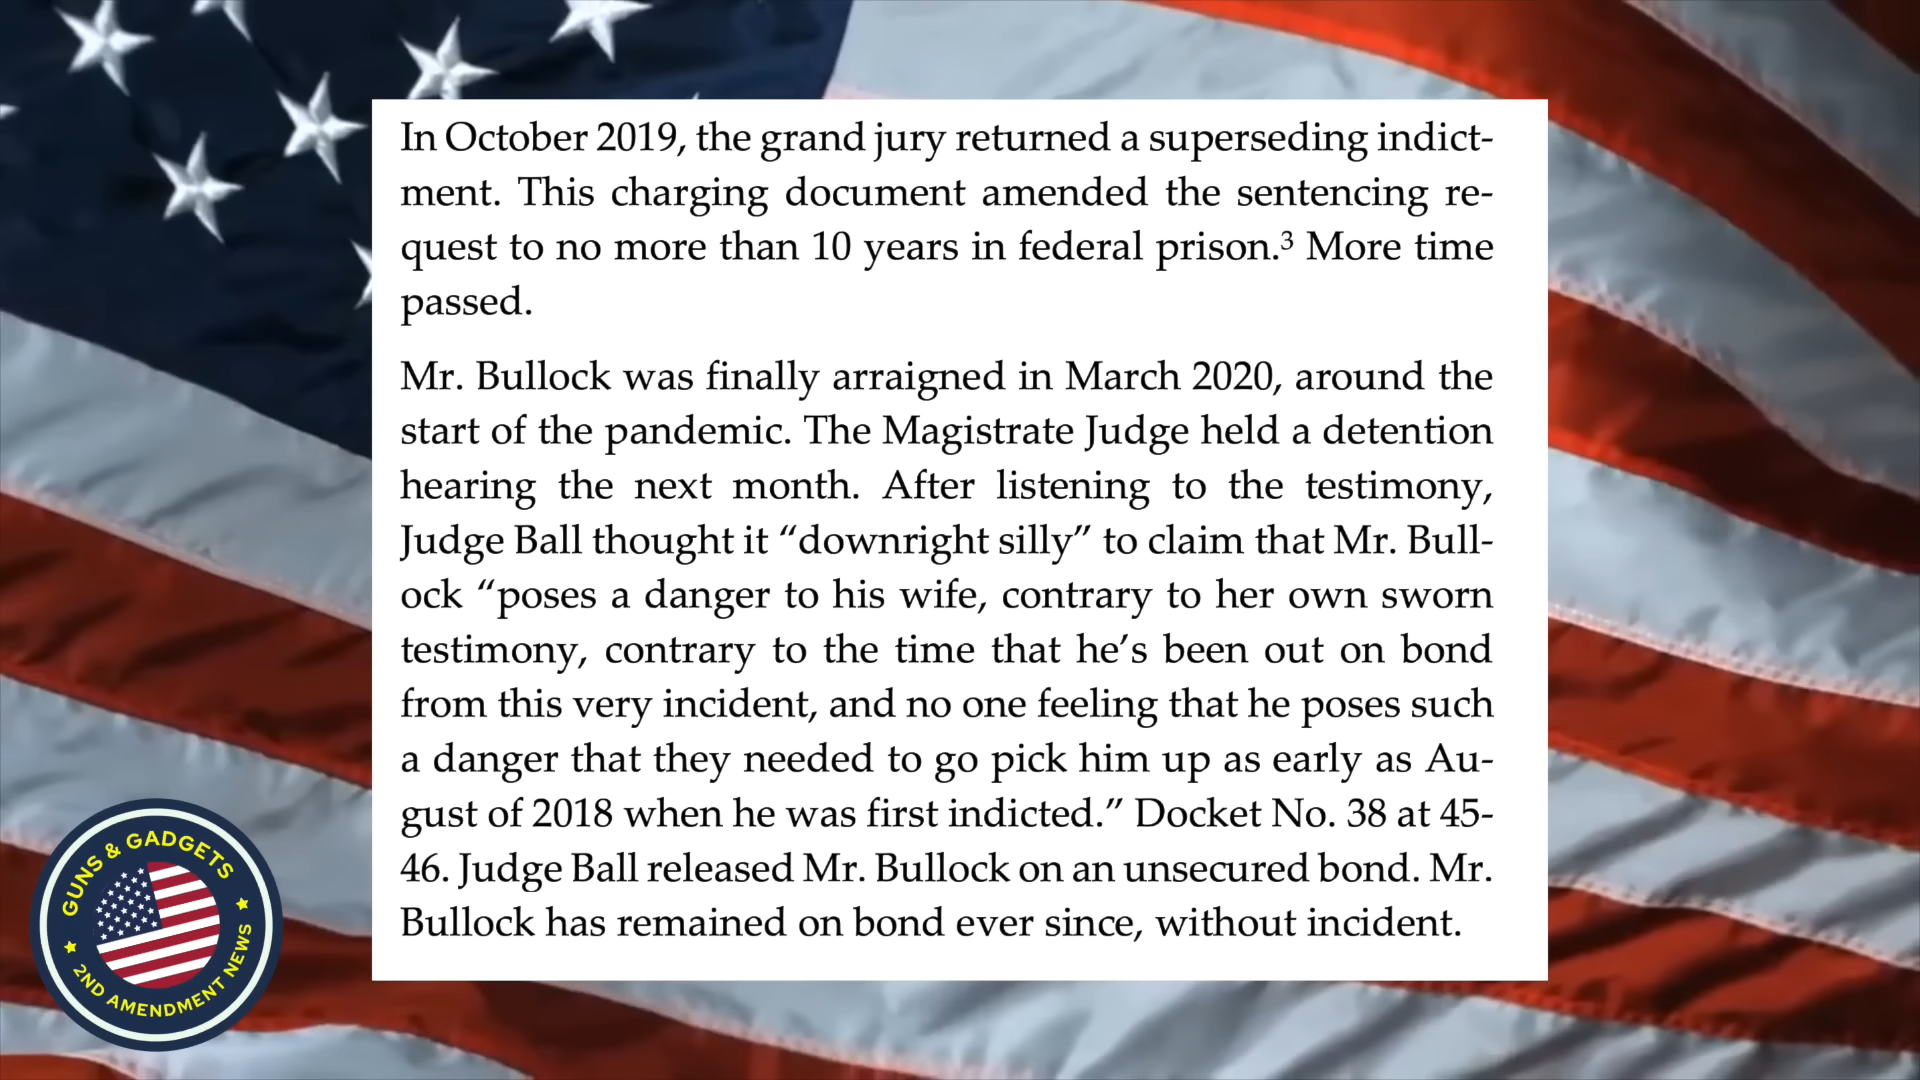 In October 2019, the grand jury returned a superseding indict-
ment. This charging document amended the sentencing re-
quest to no more than 10 years in federal prison.³ More time
passed.
Mr. Bullock was finally arraigned in March 2020, around the
start of the pandemic. The Magistrate Judge held a detention
hearing the next month. After listening to the testimony,
Judge Ball thought it “downright silly” to claim that Mr. Bull-
ock “poses a danger to his wife, contrary to her own sworn
testimony, contrary to the time that he’s been out on bond
from this very incident, and no one feeling that he poses such
a danger that they needed to go pick him up as early as Au-
gust of 2018 when he was first indicted.” Docket No. 38 at 45-
46. Judge Ball released Mr. Bullock on an unsecured bond. Mr.
Bullock has remained on bond ever since, without incident.
GUNS & GADGETS
2ND AMENDMENT NEWS